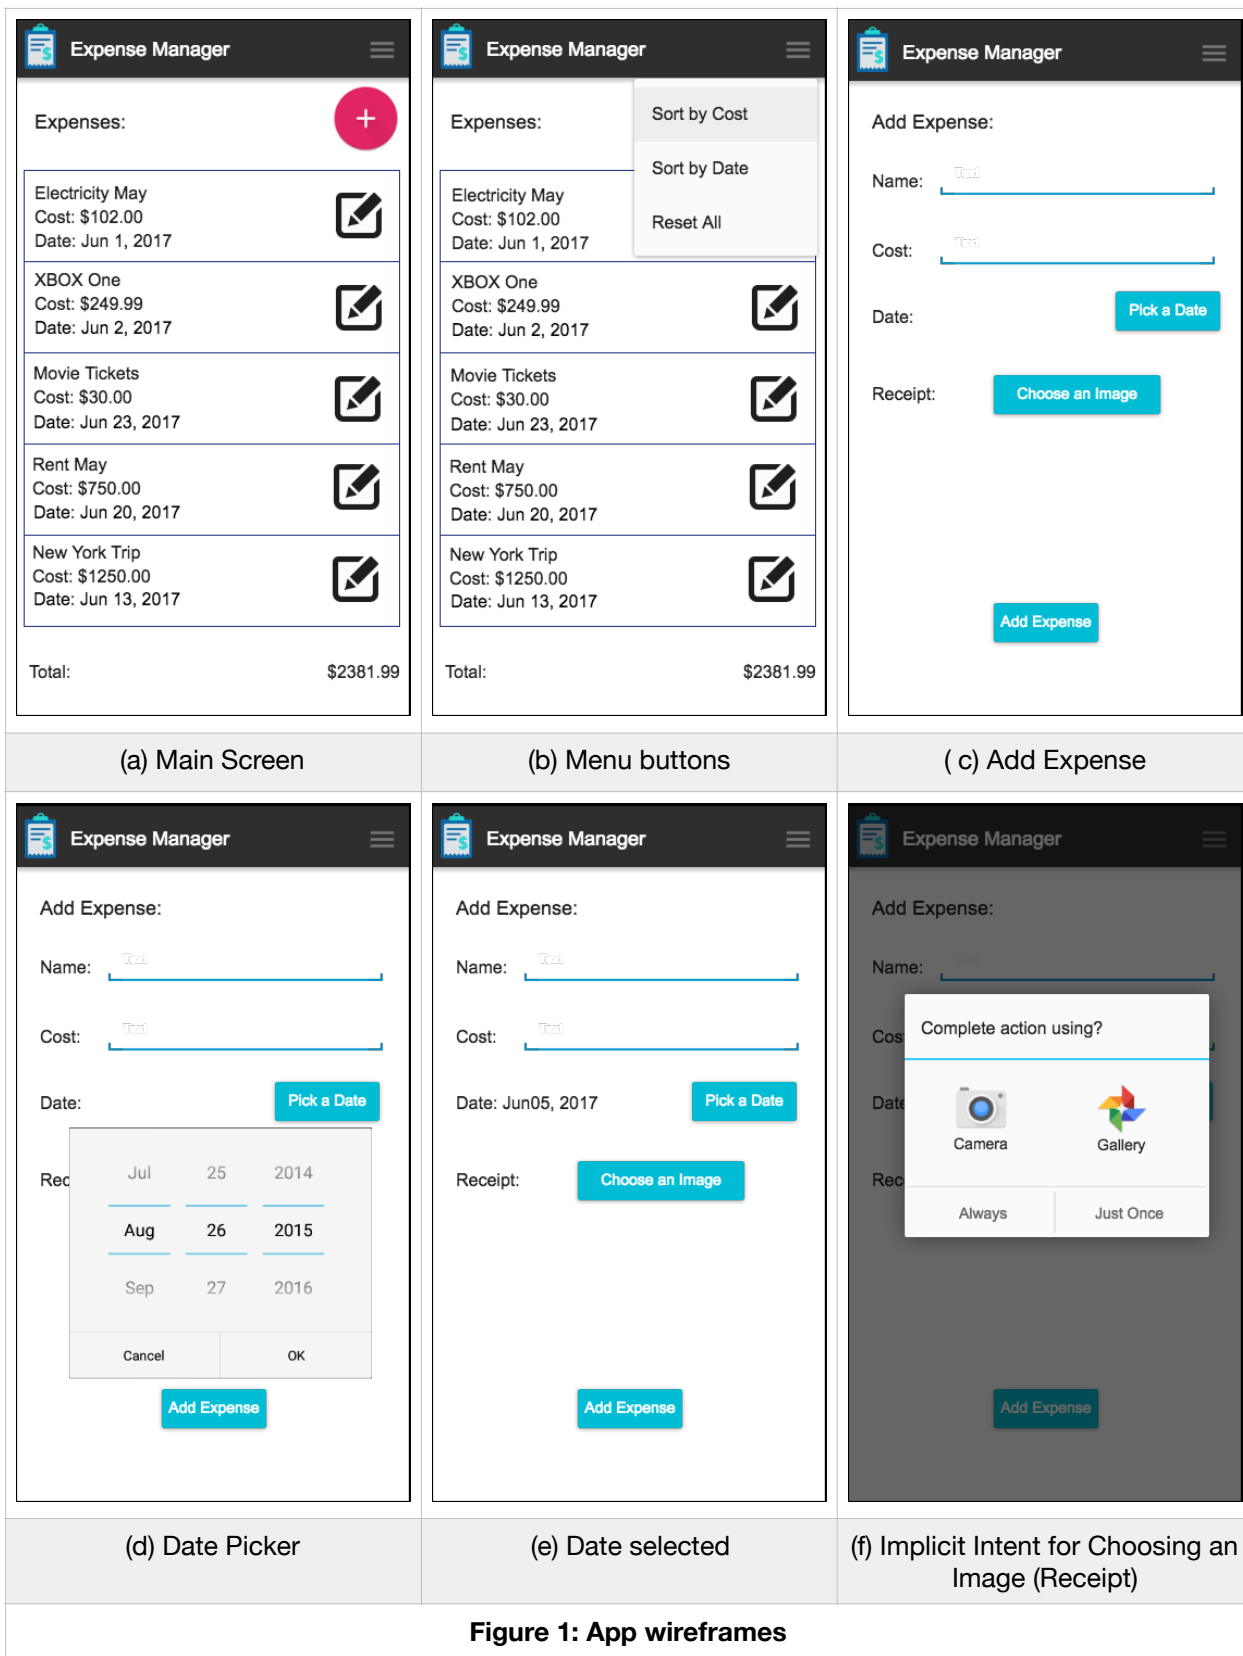 Expense Manager
Expenses:
+
Electricity May
Cost: $102.00
Date: Jun 1, 2017
XBOX One
Cost: $249.99
Date: Jun 2, 2017
Movie Tickets
Cost: $30.00
Date: Jun 23, 2017
Rent May
Cost: $750.00
Date: Jun 20, 2017
New York Trip
Cost: $1250.00
Date: Jun 13, 2017
Total: $2381.99
(a) Main Screen
Expense Manager
Expenses:
Sort by Cost
Sort by Date
Reset All
Electricity May
Cost: $102.00
Date: Jun 1, 2017
XBOX One
Cost: $249.99
Date: Jun 2, 2017
Movie Tickets
Cost: $30.00
Date: Jun 23, 2017
Rent May
Cost: $750.00
Date: Jun 20, 2017
New York Trip
Cost: $1250.00
Date: Jun 13, 2017
Total: $2381.99
(b) Menu buttons
Expense Manager
Add Expense:
Name: Text
Cost: Text
Date: Pick a Date
Receipt: Choose an Image
Add Expense
( c) Add Expense
Expense Manager
Add Expense:
Name: Text
Cost: Text
Date: Pick a Date
Rec
Jul 25 2014
Aug 26 2015
Sep 27 2016
Cancel OK
Add Expense
(d) Date Picker
Expense Manager
Add Expense:
Name: Text
Cost: Text
Date: Jun05, 2017 Pick a Date
Receipt: Choose an Image
Add Expense
(e) Date selected
Expense Manager
Add Expense:
Name: Text
Cos
Date
Rec
Complete action using?
Camera Gallery
Always Just Once
Add Expense
(f) Implicit Intent for Choosing an
Image (Receipt)
Figure 1: App wireframes